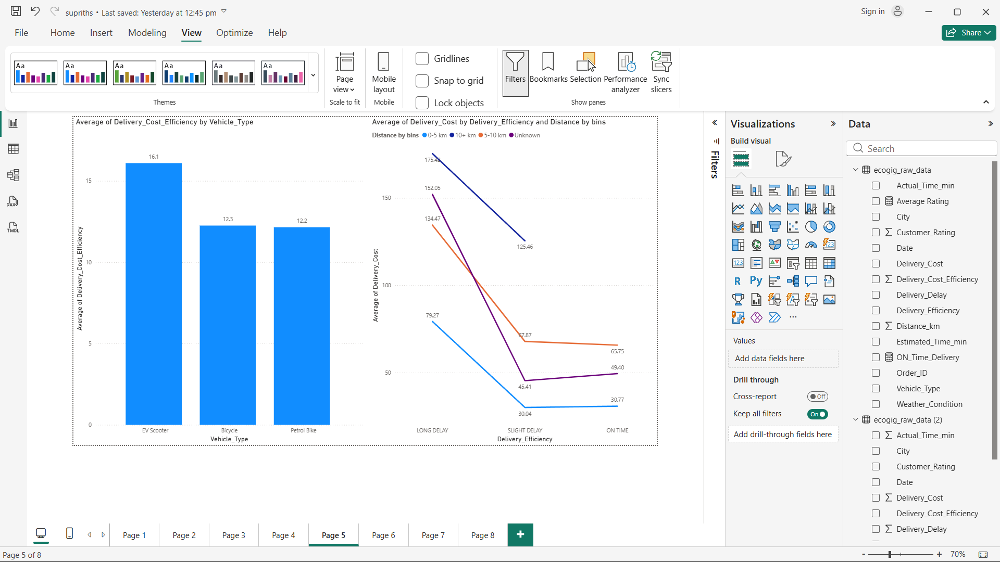 supriths • Last saved: Yesterday at 12:45 pm
Sign in
File Home Insert Modeling View Optimize Help
Share
Aa Aa Aa Aa Aa Aa
Themes
Page view
Scale to fit
Mobile layout
Mobile
Gridlines
Snap to grid
Lock objects
Filters
Bookmarks
Selection
Performance analyzer
Sync slicers
Show panes
DAX
TMDL
Average of Delivery_Cost_Efficiency by Vehicle_Type
Average of Delivery_Cost_Efficiency
15
10
5
0
16.1
12.3
12.2
EV Scooter Bicycle Petrol Bike
Vehicle_Type
Average of Delivery_Cost by Delivery_Efficiency and Distance by bins
Distance by bins 0-5 km 10+ km 5-10 km Unknown
Average of Delivery_Cost
150
100
50
175.43
152.05
134.47
125.46
79.27
67.87
65.75
49.40
45.41
30.77
30.04
LONG DELAY SLIGHT DELAY ON TIME
Delivery_Efficiency
Filters
Visualizations
Build visual
123
123
R
Py
···
Values
Add data fields here
Drill through
Cross-report
Off
Keep all filters
On
Add drill-through fields here
Data
Search
ecogig_raw_data
Actual_Time_min
Average Rating
City
Σ Customer_Rating
Date
Delivery_Cost
Σ Delivery_Cost_Efficiency
Delivery_Delay
Delivery_Efficiency
Σ Distance_km
Estimated_Time_min
ON_Time_Delivery
Order_ID
Vehicle_Type
Weather_Condition
ecogig_raw_data (2)
Σ Actual_Time_min
City
Customer_Rating
Date
Σ Delivery_Cost
Delivery_Cost_Efficiency
Σ Delivery_Delay
Page 1 Page 2 Page 3 Page 4 Page 5 Page 6 Page 7 Page 8 +
Page 5 of 8
- + 70%